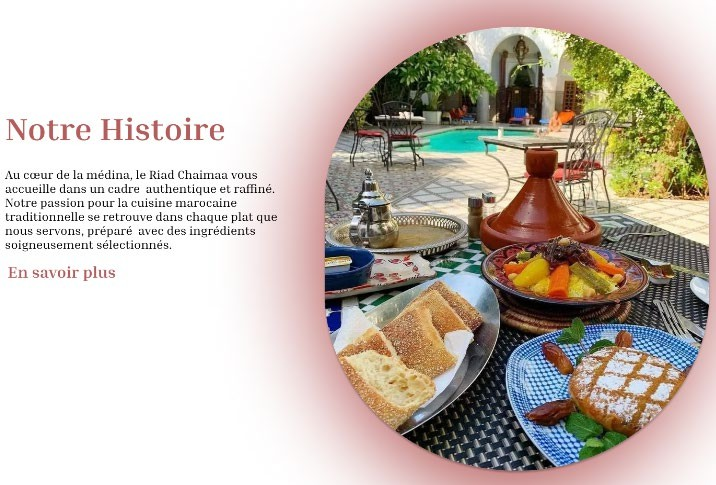 Notre Histoire
Au cœur de la médina, le Riad Chaimaa vous
accueille dans un cadre authentique et raffiné.
Notre passion pour la cuisine marocaine
traditionnelle se retrouve dans chaque plat que
nous servons, préparé avec des ingrédients
soigneusement sélectionnés.
En savoir plus